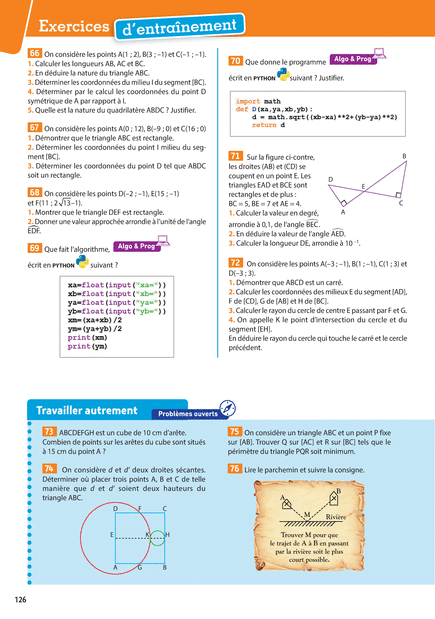 Exercices d'entraînement
66 On considère les points A(1 ; 2), B(3 ; –1) et C(–1 ; –1).
1. Calculer les longueurs AB, AC et BC.
2. En déduire la nature du triangle ABC.
3. Déterminer les coordonnées du milieu I du segment [BC].
4. Déterminer par le calcul les coordonnées du point D
symétrique de A par rapport à I.
5. Quelle est la nature du quadrilatère ABDC ? Justifier.
67 On considère les points A(0 ; 12), B(–9 ; 0) et C(16 ; 0)
1. Démontrer que le triangle ABC est rectangle.
2. Déterminer les coordonnées du point I milieu du seg-
ment [BC].
3. Déterminer les coordonnées du point D tel que ABDC
soit un rectangle.
68 On considère les points D(–2 ; –1), E(15 ; –1)
et F(11 ; 2√13–1).
1. Montrer que le triangle DEF est rectangle.
2. Donner une valeur approchée arrondie à l'unité de l'angle
EDF.
69 Que fait l'algorithme, Algo & Prog
écrit en PYTHON suivant ?
xa=float(input("xa="))
xb=float(input("xb="))
ya=float(input("ya="))
yb=float(input("yb="))
xm=(xa+xb)/2
ym=(ya+yb)/2
print(xm)
print(ym)
70 Que donne le programme Algo & Prog
écrit en PYTHON suivant ? Justifier.
import math
def D(xa,ya,xb,yb):
d = math.sqrt((xb-xa)**2+(yb-ya)**2)
return d
71 Sur la figure ci-contre,
les droites (AB) et (CD) se
coupent en un point E. Les
triangles EAD et BCE sont
rectangles et de plus :
BC = 5, BE = 7 et AE = 4.
B
D
E
C
A
1. Calculer la valeur en degré,
arrondie à 0,1, de l'angle BEC.
2. En déduire la valeur de l'angle AED.
3. Calculer la longueur DE, arrondie à 10⁻¹.
72 On considère les points A(–3 ; –1), B(1 ; –1), C(1 ; 3) et
D(–3 ; 3).
1. Démontrer que ABCD est un carré.
2. Calculer les coordonnées des milieux E du segment [AD],
F de [CD], G de [AB] et H de [BC].
3. Calculer le rayon du cercle de centre E passant par F et G.
4. On appelle K le point d'intersection du cercle et du
segment [EH].
En déduire le rayon du cercle qui touche le carré et le cercle
précédent.
Travailler autrement
Problèmes ouverts
73 ABCDEFGH est un cube de 10 cm d'arête.
Combien de points sur les arêtes du cube sont situés
à 15 cm du point A ?
74 On considère d et d' deux droites sécantes.
Déterminer où placer trois points A, B et C de telle
manière que d et d' soient deux hauteurs du
triangle ABC.
D F C
E K H
A G B
75 On considère un triangle ABC et un point P fixe
sur [AB]. Trouver Q sur [AC] et R sur [BC] tels que le
périmètre du triangle PQR soit minimum.
76 Lire le parchemin et suivre la consigne.
A
B
M Rivière
Trouver M pour que
le trajet de A à B en passant
par la rivière soit le plus
court possible.
126